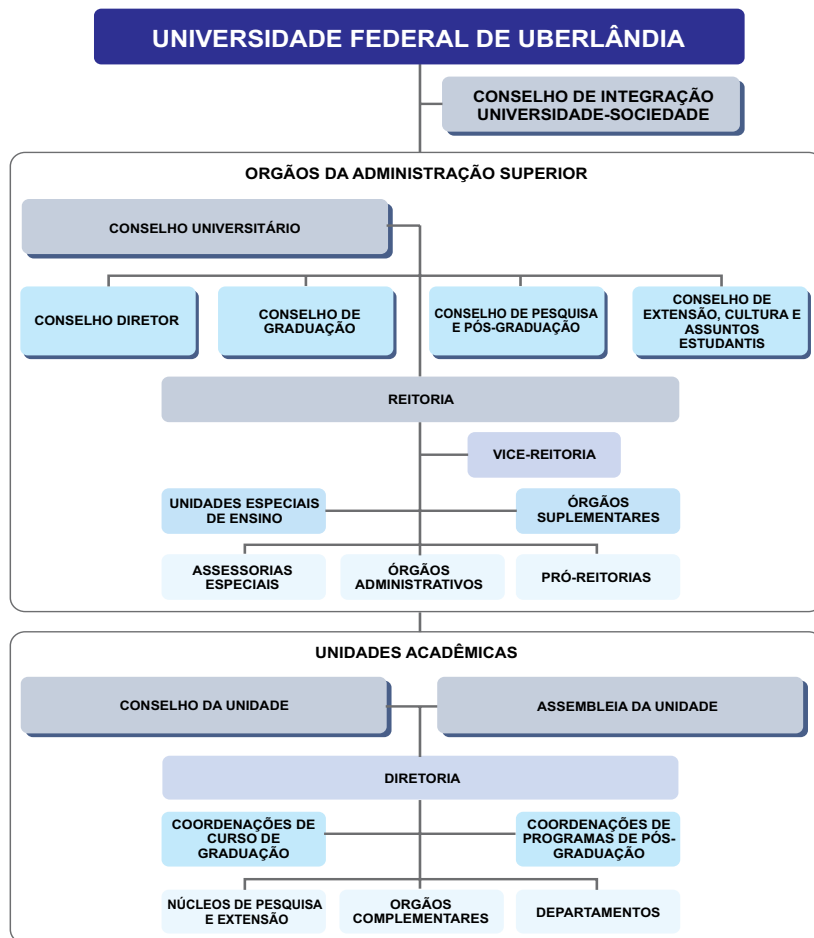 UNIVERSIDADE FEDERAL DE UBERLÂNDIA
CONSELHO DE INTEGRAÇÃO
UNIVERSIDADE-SOCIEDADE
ORGÃOS DA ADMINISTRAÇÃO SUPERIOR
CONSELHO UNIVERSITÁRIO
CONSELHO DIRETOR
CONSELHO DE
GRADUAÇÃO
CONSELHO DE PESQUISA
E PÓS-GRADUAÇÃO
CONSELHO DE
EXTENSÃO, CULTURA E
ASSUNTOS
ESTUDANTIS
REITORIA
VICE-REITORIA
UNIDADES ESPECIAIS
DE ENSINO
ÓRGÃOS
SUPLEMENTARES
ASSESSORIAS
ESPECIAIS
ÓRGÃOS
ADMINISTRATIVOS
PRÓ-REITORIAS
UNIDADES ACADÊMICAS
CONSELHO DA UNIDADE
ASSEMBLEIA DA UNIDADE
DIRETORIA
COORDENAÇÕES DE
CURSO DE
GRADUAÇÃO
COORDENAÇÕES DE
PROGRAMAS DE PÓS-
GRADUAÇÃO
NÚCLEOS DE PESQUISA
E EXTENSÃO
ORGÃOS
COMPLEMENTARES
DEPARTAMENTOS